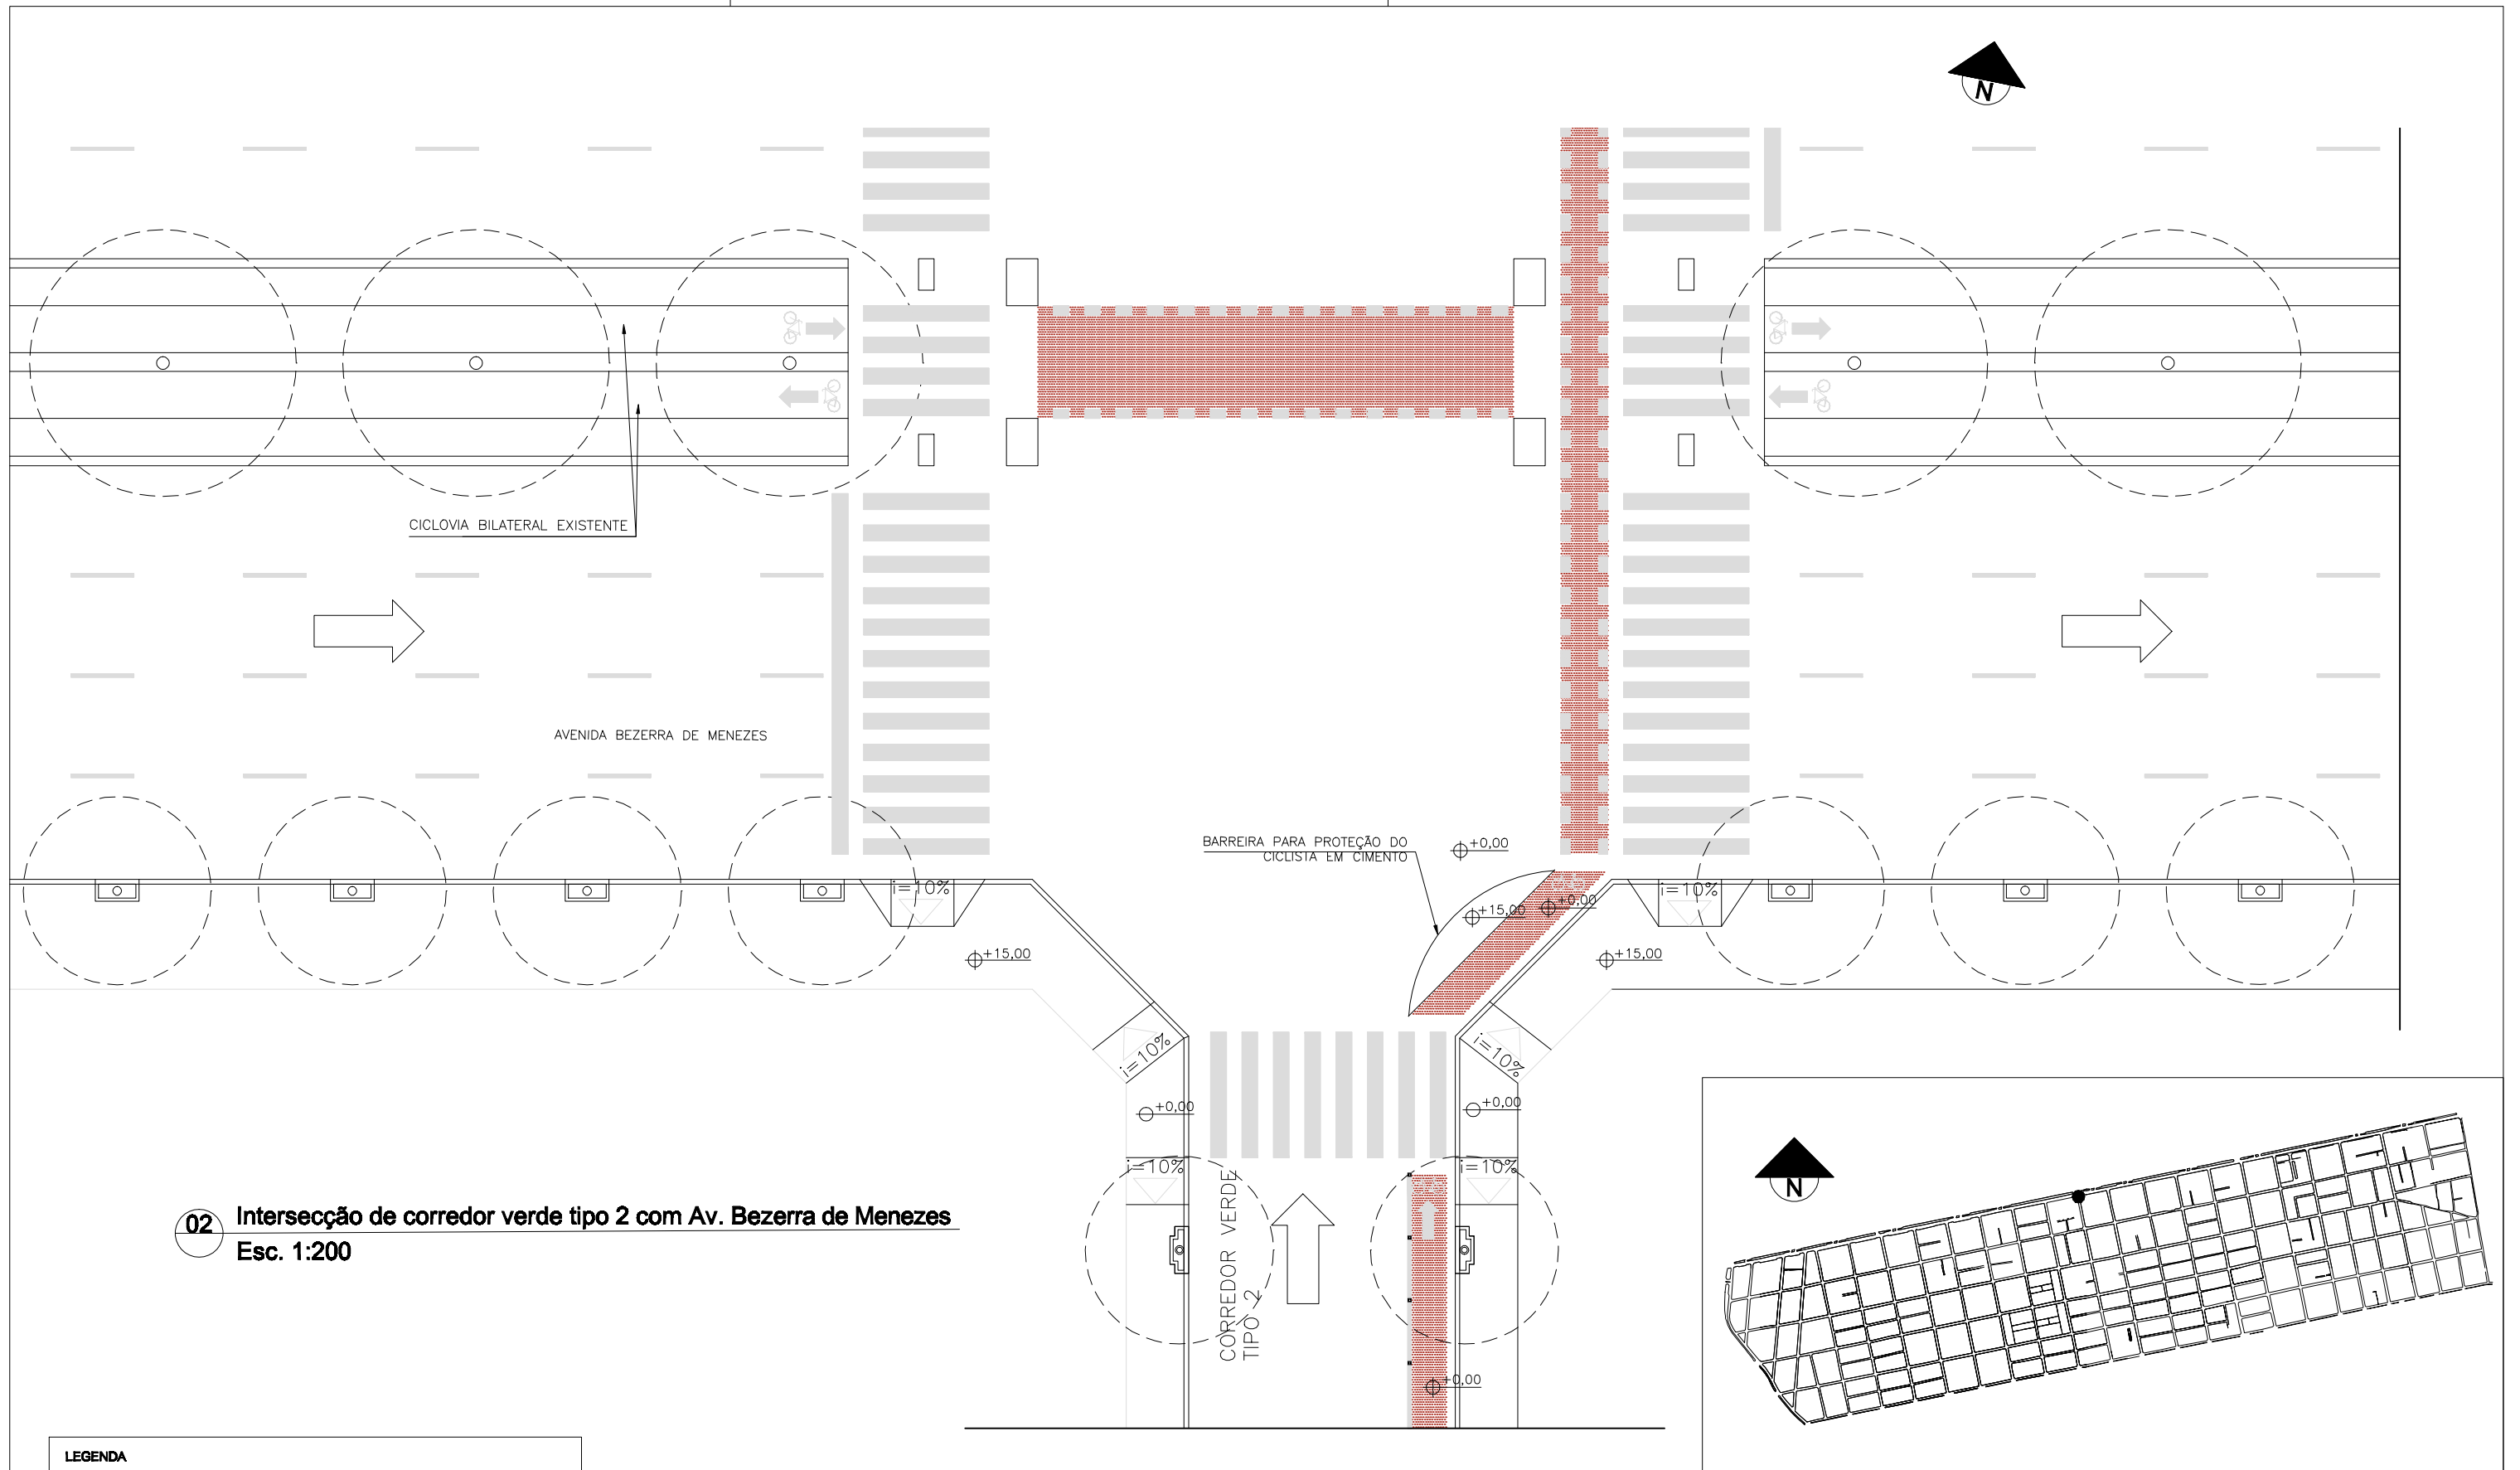 N
CICLOVIA BILATERAL EXISTENTE
AVENIDA BEZERRA DE MENEZES
BARREIRA PARA PROTEÇÃO DO
CICLISTA EM CIMENTO
+0,00
i=10%
i=10%
+15,00
+0,00
+15,00
+15,00
i=10%
i=10%
+0,00
+0,00
i=10%
i=10%
CORREDOR VERDE
TIPO 2
+0,00
02
Intersecção de corredor verde tipo 2 com Av. Bezerra de Menezes
Esc. 1:200
N
LEGENDA